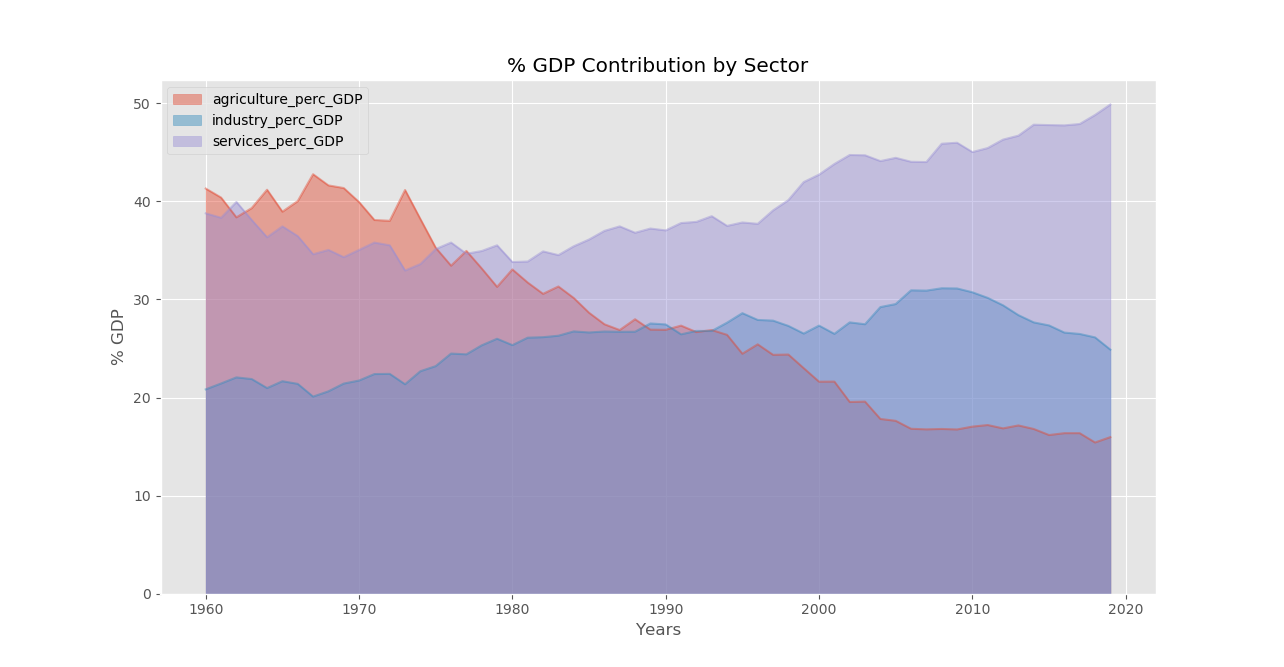 % GDP Contribution by Sector
agriculture_perc_GDP
industry_perc_GDP
services_perc_GDP
50
40
30
20
10
0
% GDP
1960 1970 1980 1990 2000 2010 2020
Years